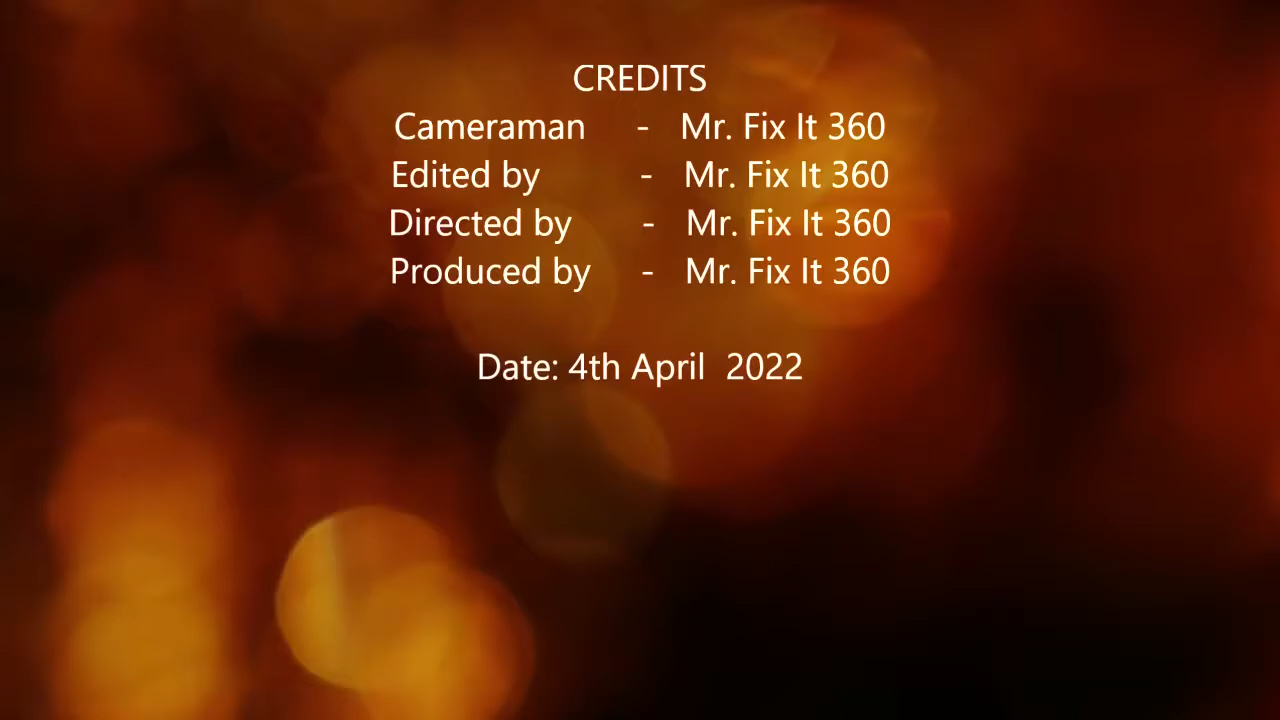 CREDITS
Cameraman - Mr. Fix It 360
Edited by - Mr. Fix It 360
Directed by - Mr. Fix It 360
Produced by - Mr. Fix It 360
Date: 4th April 2022